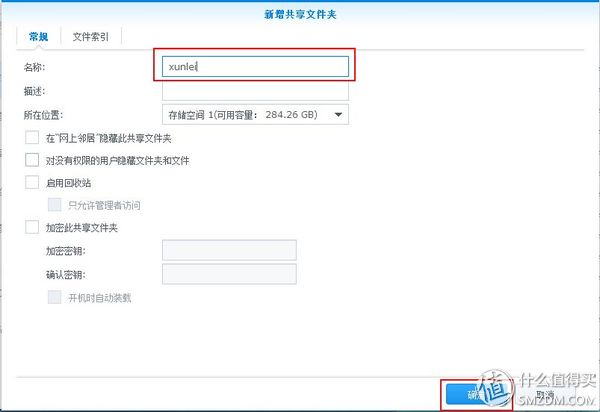 新增共享文件夹
常规 文件索引
名称： xunlei
描述：
所在位置： 存储空间 1(可用容量： 284.26 GB)
在"网上邻居"隐藏此共享文件夹
对没有权限的用户隐藏文件夹和文件
启用回收站
只允许管理者访问
加密此共享文件夹
加密密钥：
确认密钥：
开机时自动装载
确定 取消
值 什么值得买
SMZDM.COM